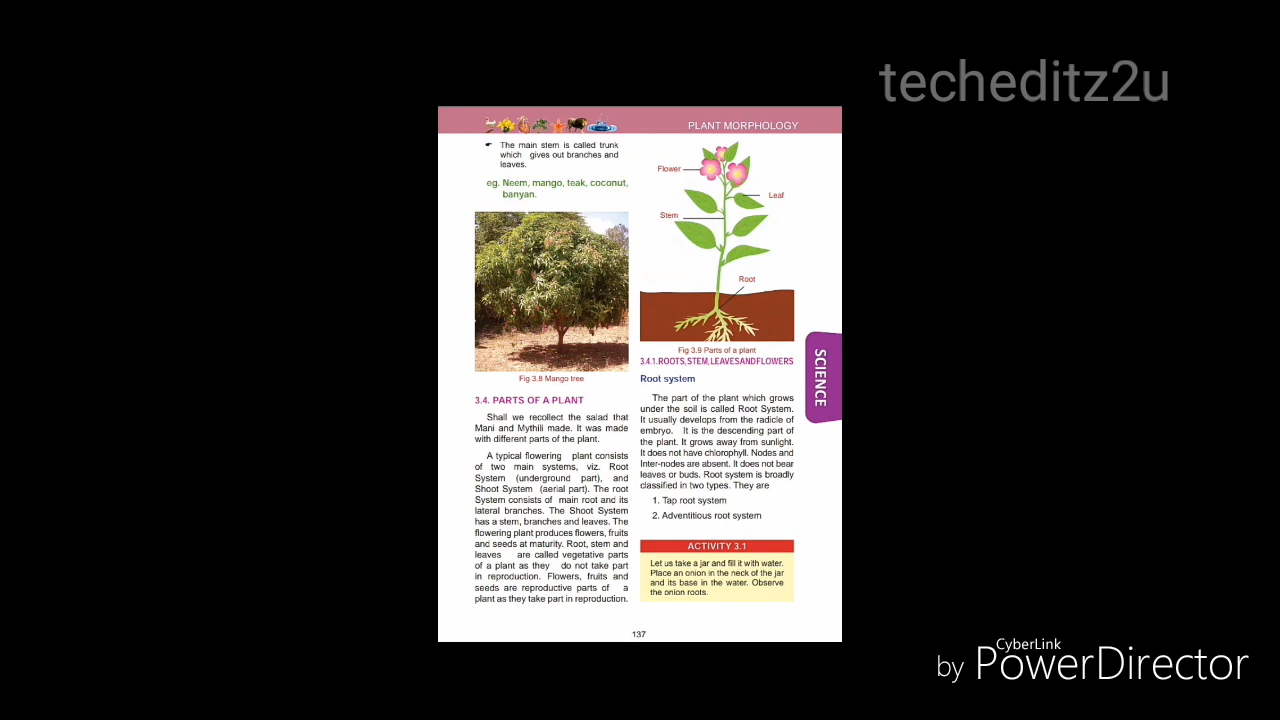 techeditz2u
PLANT MORPHOLOGY
The main stem is called trunk
which gives out branches and
leaves.
eg. Neem, mango, teak, coconut,
banyan.
Fig 3.8 Mango tree
3.4. PARTS OF A PLANT
Shall we recollect the salad that
Mani and Mythili made. It was made
with different parts of the plant.
A typical flowering plant consists
of two main systems, viz. Root
System (underground part), and
Shoot System (aerial part). The root
System consists of main root and its
lateral branches. The Shoot System
has a stem, branches and leaves. The
flowering plant produces flowers, fruits
and seeds at maturity. Root, stem and
leaves are called vegetative parts
of a plant as they do not take part
in reproduction. Flowers, fruits and
seeds are reproductive parts of a
plant as they take part in reproduction.
Flower
Leaf
Stem
Root
Fig 3.9 Parts of a plant
3.4.1.ROOTS,STEM,LEAVESANDFLOWERS
Root system
The part of the plant which grows
under the soil is called Root System.
It usually develops from the radicle of
embryo. It is the descending part of
the plant. It grows away from sunlight.
It does not have chlorophyll. Nodes and
Inter-nodes are absent. It does not bear
leaves or buds. Root system is broadly
classified in two types. They are
1. Tap root system
2. Adventitious root system
ACTIVITY 3.1
Let us take a jar and fill it with water.
Place an onion in the neck of the jar
and its base in the water. Observe
the onion roots.
SCIENCE
137
CyberLink
by PowerDirector